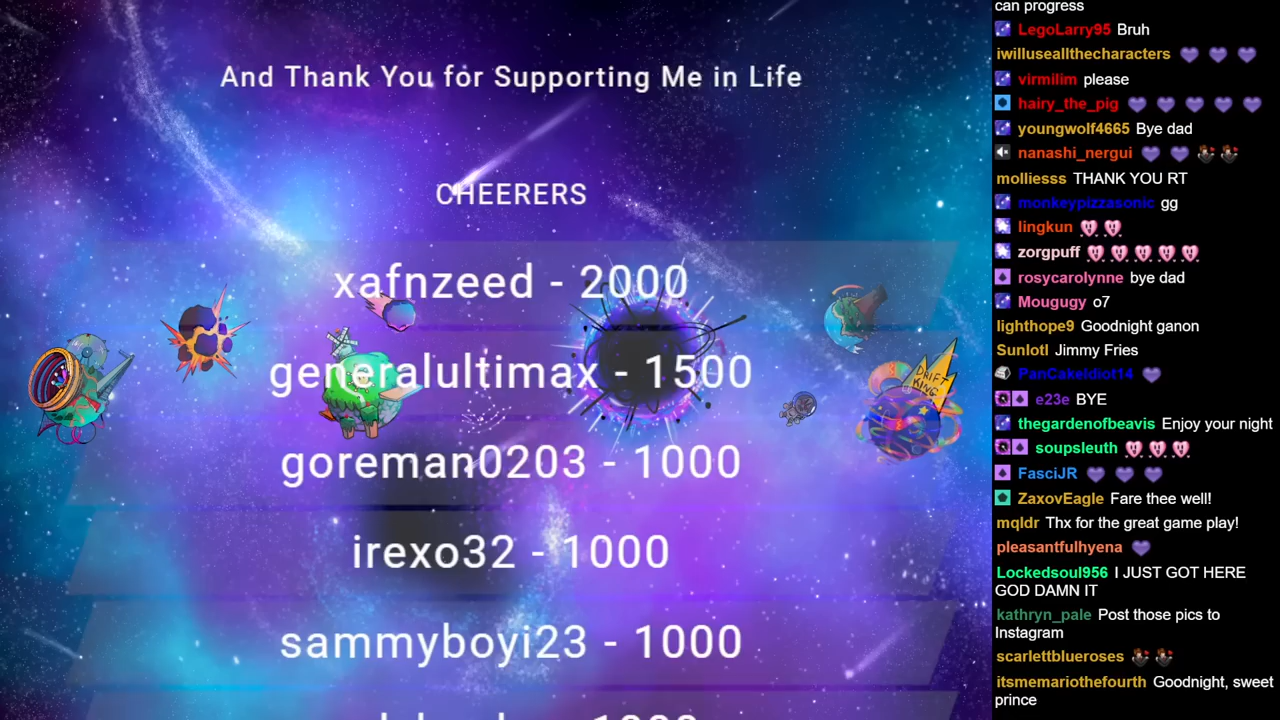 And Thank You for Supporting Me in Life
CHEERERS
xafnzeed - 2000
generalultimax - 1500
goreman0203 - 1000
irexo32 - 1000
sammyboyi23 - 1000
DRIFT
KING
can progress
LegoLarry95 Bruh
iwilluseallthecharacters
virmilim please
hairy_the_pig
youngwolf4665 Bye dad
nanashi_nergui
molliesss THANK YOU RT
monkeypizzasonic gg
lingkun
zorgpuff
rosycarolynne bye dad
Mougugy o7
lighthope9 Goodnight ganon
Sunlotl Jimmy Fries
PanCakeIdiot14
e23e BYE
thegardenofbeavis Enjoy your night
soupsleuth
FasciJR
ZaxovEagle Fare thee well!
mqldr Thx for the great game play!
pleasantfulhyena
Lockedsoul956 I JUST GOT HERE
GOD DAMN IT
kathryn_pale Post those pics to
Instagram
scarlettblueroses
itsmemariothefourth Goodnight, sweet
prince